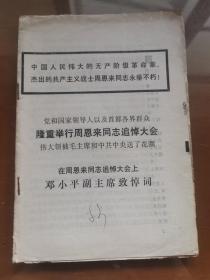 中国人民伟大的无产阶级革命家、
杰出的共产主义战士周恩来同志永垂不朽！
党和国家领导人以及首都各界群众
隆重举行周恩来同志追悼大会
伟大领袖毛主席和中共中央送了花圈
在周恩来同志追悼大会上
邓小平副主席致悼词